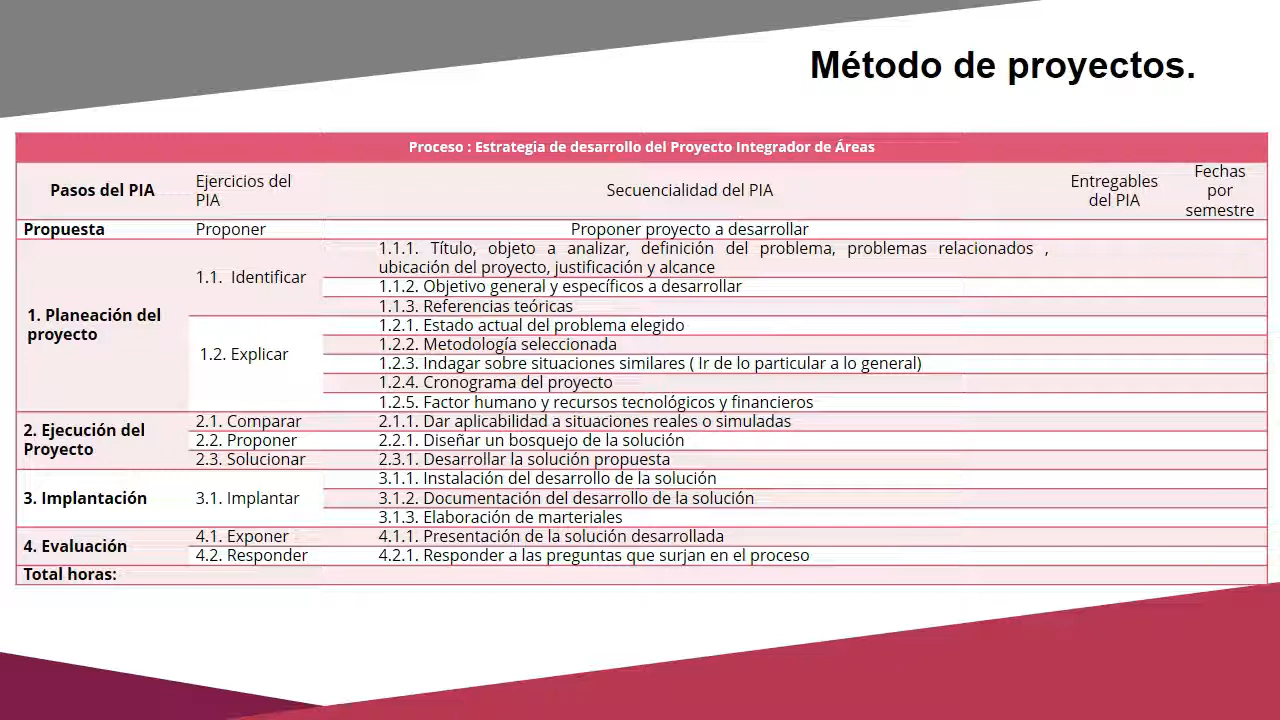 Método de proyectos.
Proceso : Estrategia de desarrollo del Proyecto Integrador de Áreas
Pasos del PIA
Ejercicios del
PIA
Secuencialidad del PIA
Entregables
del PIA
Fechas
por
semestre
Propuesta
Proponer
Proponer proyecto a desarrollar
1. Planeación del
proyecto
1.1. Identificar
1.1.1. Título, objeto a analizar, definición del problema, problemas relacionados ,
ubicación del proyecto, justificación y alcance
1.1.2. Objetivo general y específicos a desarrollar
1.1.3. Referencias teóricas
1.2. Explicar
1.2.1. Estado actual del problema elegido
1.2.2. Metodología seleccionada
1.2.3. Indagar sobre situaciones similares ( Ir de lo particular a lo general)
1.2.4. Cronograma del proyecto
1.2.5. Factor humano y recursos tecnológicos y financieros
2. Ejecución del
Proyecto
2.1. Comparar
2.1.1. Dar aplicabilidad a situaciones reales o simuladas
2.2. Proponer
2.2.1. Diseñar un bosquejo de la solución
2.3. Solucionar
2.3.1. Desarrollar la solución propuesta
3. Implantación
3.1. Implantar
3.1.1. Instalación del desarrollo de la solución
3.1.2. Documentación del desarrollo de la solución
3.1.3. Elaboración de marteriales
4. Evaluación
4.1. Exponer
4.1.1. Presentación de la solución desarrollada
4.2. Responder
4.2.1. Responder a las preguntas que surjan en el proceso
Total horas: